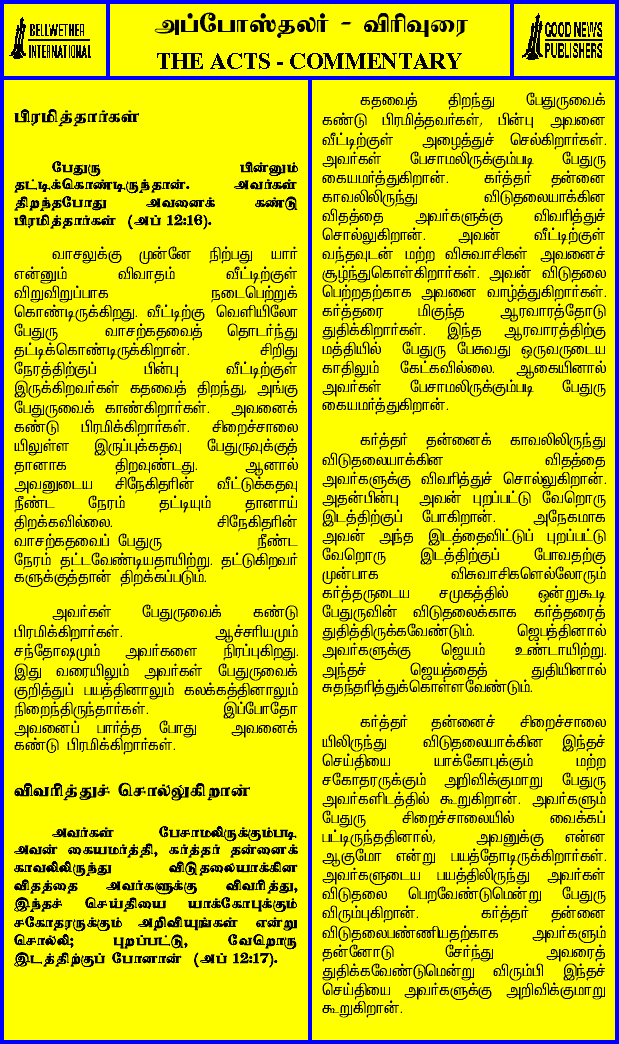 BELLWETHER
INTERNATIONAL
அப்போஸ்தலர் - விரிவுரை
THE ACTS - COMMENTARY
GOOD NEWS
PUBLISHERS
பிரமித்தார்கள்
பேதுரு பின்னும்
தட்டிக்கொண்டிருந்தான். அவர்கள்
திறந்தபோது அவனைக் கண்டு
பிரமித்தார்கள் (அப் 12:16).
வாசலுக்கு முன்னே நிற்பது யார்
என்னும் விவாதம் வீட்டிற்குள்
விறுவிறுப்பாக நடைபெற்றுக்
கொண்டிருக்கிறது. வீட்டிற்கு வெளியிலோ
பேதுரு வாசற்கதவைத் தொடர்ந்து
தட்டிக்கொண்டிருக்கிறான். சிறிது
நேரத்திற்குப் பின்பு வீட்டிற்குள்
இருக்கிறவர்கள் கதவைத் திறந்து, அங்கு
பேதுருவைக் காண்கிறார்கள். அவனைக்
கண்டு பிரமிக்கிறார்கள். சிறைச்சாலை
யிலுள்ள இருப்புக்கதவு பேதுருவுக்குத்
தானாக திறவுண்டது. ஆனால்
அவனுடைய சிநேகிதரின் வீட்டுக்கதவு
நீண்ட நேரம் தட்டியும் தானாய்
திறக்கவில்லை. சிநேகிதரின்
வாசற்கதவைப் பேதுரு நீண்ட
நேரம் தட்டவேண்டியதாயிற்று. தட்டுகிறவர்
களுக்குத்தான் திறக்கப்படும்.
அவர்கள் பேதுருவைக் கண்டு
பிரமிக்கிறார்கள். ஆச்சரியமும்
சந்தோஷமும் அவர்களை நிரப்புகிறது.
இது வரையிலும் அவர்கள் பேதுருவைக்
குறித்துப் பயத்தினாலும் கலக்கத்தினாலும்
நிறைந்திருந்தார்கள். இப்போதோ
அவனைப் பார்த்த போது அவனைக்
கண்டு பிரமிக்கிறார்கள்.
விவரித்துச் சொல்லுகிறான்
அவர்கள் பேசாமலிருக்கும்படி
அவன் கையமர்த்தி, கர்த்தர் தன்னைக்
காவலிலிருந்து விடுதலையாக்கின
விதத்தை அவர்களுக்கு விவரித்து,
இந்தச் செய்தியை யாக்கோபுக்கும்
சகோதரருக்கும் அறிவியுங்கள் என்று
சொல்லி; புறப்பட்டு, வேறொரு
இடத்திற்குப் போனான் (அப் 12:17).
கதவைத் திறந்து பேதுருவைக்
கண்டு பிரமித்தவர்கள், பின்பு அவனை
வீட்டிற்குள் அழைத்துச் செல்கிறார்கள்.
அவர்கள் பேசாமலிருக்கும்படி பேதுரு
கையமர்த்துகிறான். கர்த்தர் தன்னை
காவலிலிருந்து விடுதலையாக்கின
விதத்தை அவர்களுக்கு விவரித்துச்
சொல்லுகிறான். அவன் வீட்டிற்குள்
வந்தவுடன் மற்ற விசுவாசிகள் அவனைச்
சூழ்ந்துகொள்கிறார்கள். அவன் விடுதலை
பெற்றதற்காக அவனை வாழ்த்துகிறார்கள்.
கர்த்தரை மிகுந்த ஆரவாரத்தோடு
துதிக்கிறார்கள். இந்த ஆரவாரத்திற்கு
மத்தியில் பேதுரு பேசுவது ஒருவருடைய
காதிலும் கேட்கவில்லை. ஆகையினால்
அவர்கள் பேசாமலிருக்கும்படி பேதுரு
கையமர்த்துகிறான்.
கர்த்தர் தன்னைக் காவலிலிருந்து
விடுதலையாக்கின விதத்தை
அவர்களுக்கு விவரித்துச் சொல்லுகிறான்.
அதன்பின்பு அவன் புறப்பட்டு வேறொரு
இடத்திற்குப் போகிறான். அநேகமாக
அவன் அந்த இடத்தைவிட்டுப் புறப்பட்டு
வேறொரு இடத்திற்குப் போவதற்கு
முன்பாக விசுவாசிகளெல்லோரும்
கர்த்தருடைய சமுகத்தில் ஒன்றுகூடி
பேதுருவின் விடுதலைக்காக கர்த்தரைத்
துதித்திருக்கவேண்டும். ஜெபத்தினால்
அவர்களுக்கு ஜெயம் உண்டாயிற்று.
அந்தச் ஜெயத்தைத் துதியினால்
சுதந்தரித்துக்கொள்ளவேண்டும்.
கர்த்தர் தன்னைச் சிறைச்சாலை
யிலிருந்து விடுதலையாக்கின இந்தச்
செய்தியை யாக்கோபுக்கும் மற்ற
சகோதரருக்கும் அறிவிக்குமாறு பேதுரு
அவர்களிடத்தில் கூறுகிறான். அவர்களும்
பேதுரு சிறைச்சாலையில் வைக்கப்
பட்டிருந்ததினால், அவனுக்கு என்ன
ஆகுமோ என்று பயத்தோடிருக்கிறார்கள்.
அவர்களுடைய பயத்திலிருந்து அவர்கள்
விடுதலை பெறவேண்டுமென்று பேதுரு
விரும்புகிறான். கர்த்தர் தன்னை
விடுதலைபண்ணியதற்காக அவர்களும்
தன்னோடு சேர்ந்து அவரைத்
துதிக்கவேண்டுமென்று விரும்பி இந்தச்
செய்தியை அவர்களுக்கு அறிவிக்குமாறு
கூறுகிறான்.